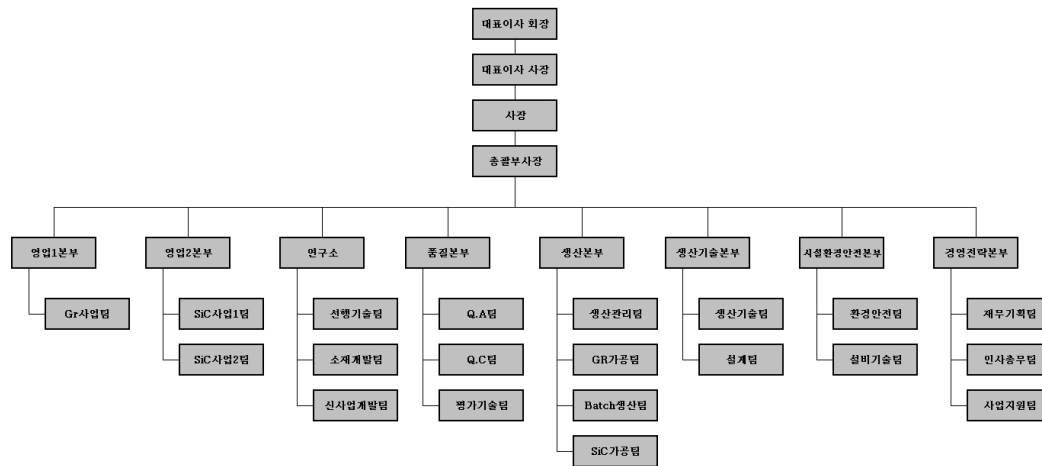 대표이사 회장
대표이사 사장
사장
총괄부사장
영업1본부
영업2본부
연구소
품질본부
생산본부
생산기술본부
시설환경안전본부
경영전략본부
Gr사업팀
SiC사업1팀
선행기술팀
Q.A팀
생산관리팀
생산기술팀
환경안전팀
재무기획팀
SiC사업2팀
소재개발팀
Q.C팀
GR가공팀
설계팀
설비기술팀
인사총무팀
신사업개발팀
평가기술팀
Batch생산팀
사업지원팀
SiC가공팀